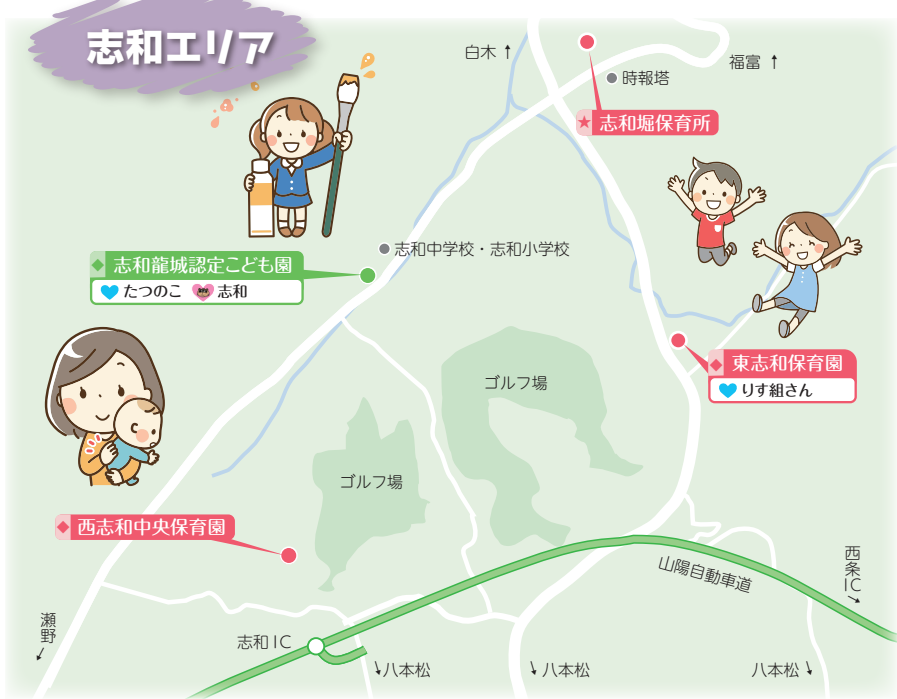 志和エリア
白木 ↑
福富 ↑
時報塔
★ 志和堀保育所
志和中学校・志和小学校
◆ 志和龍城認定こども園
たつのこ 志和
東志和保育園
りす組さん
ゴルフ場
ゴルフ場
◆ 西志和中央保育園
山陽自動車道
西条IC→
瀬野
↓
志和IC
↓八本松
↓八本松
八本松↓